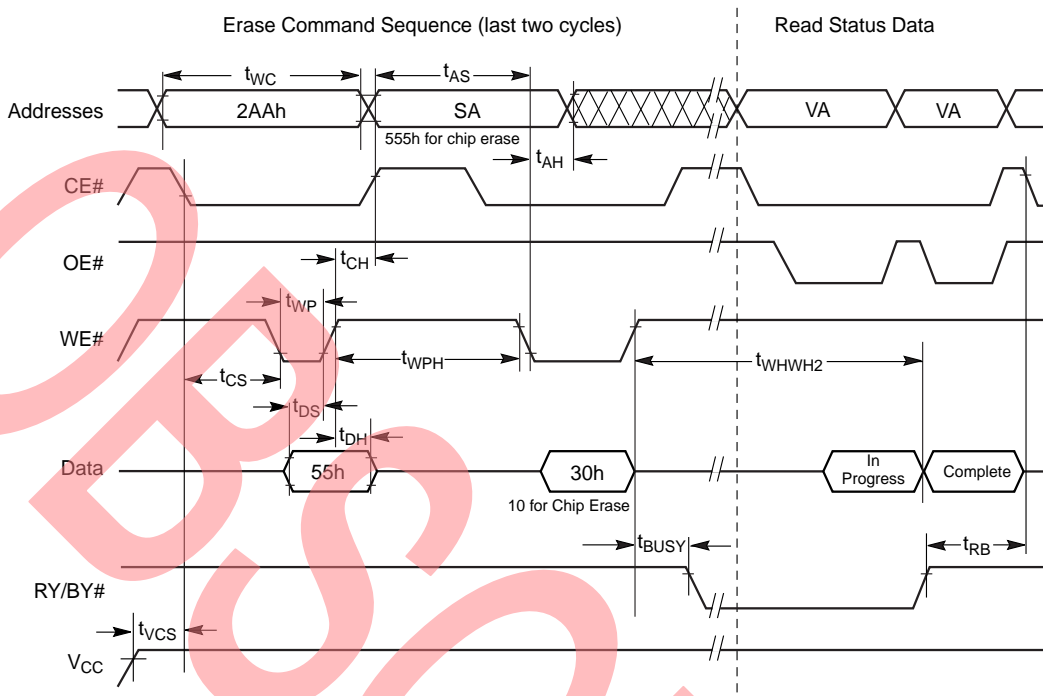 Erase Command Sequence (last two cycles)
Read Status Data
tWC
tAS
Addresses
2AAh
SA
VA
VA
555h for chip erase
tAH
CE#
OE#
tCH
tWP
WE#
tWPH
tWHWH2
tCS
tDS
tDH
Data
55h
30h
In
Progress
Complete
10 for Chip Erase
tBUSY
tRB
RY/BY#
tVCS
VCC